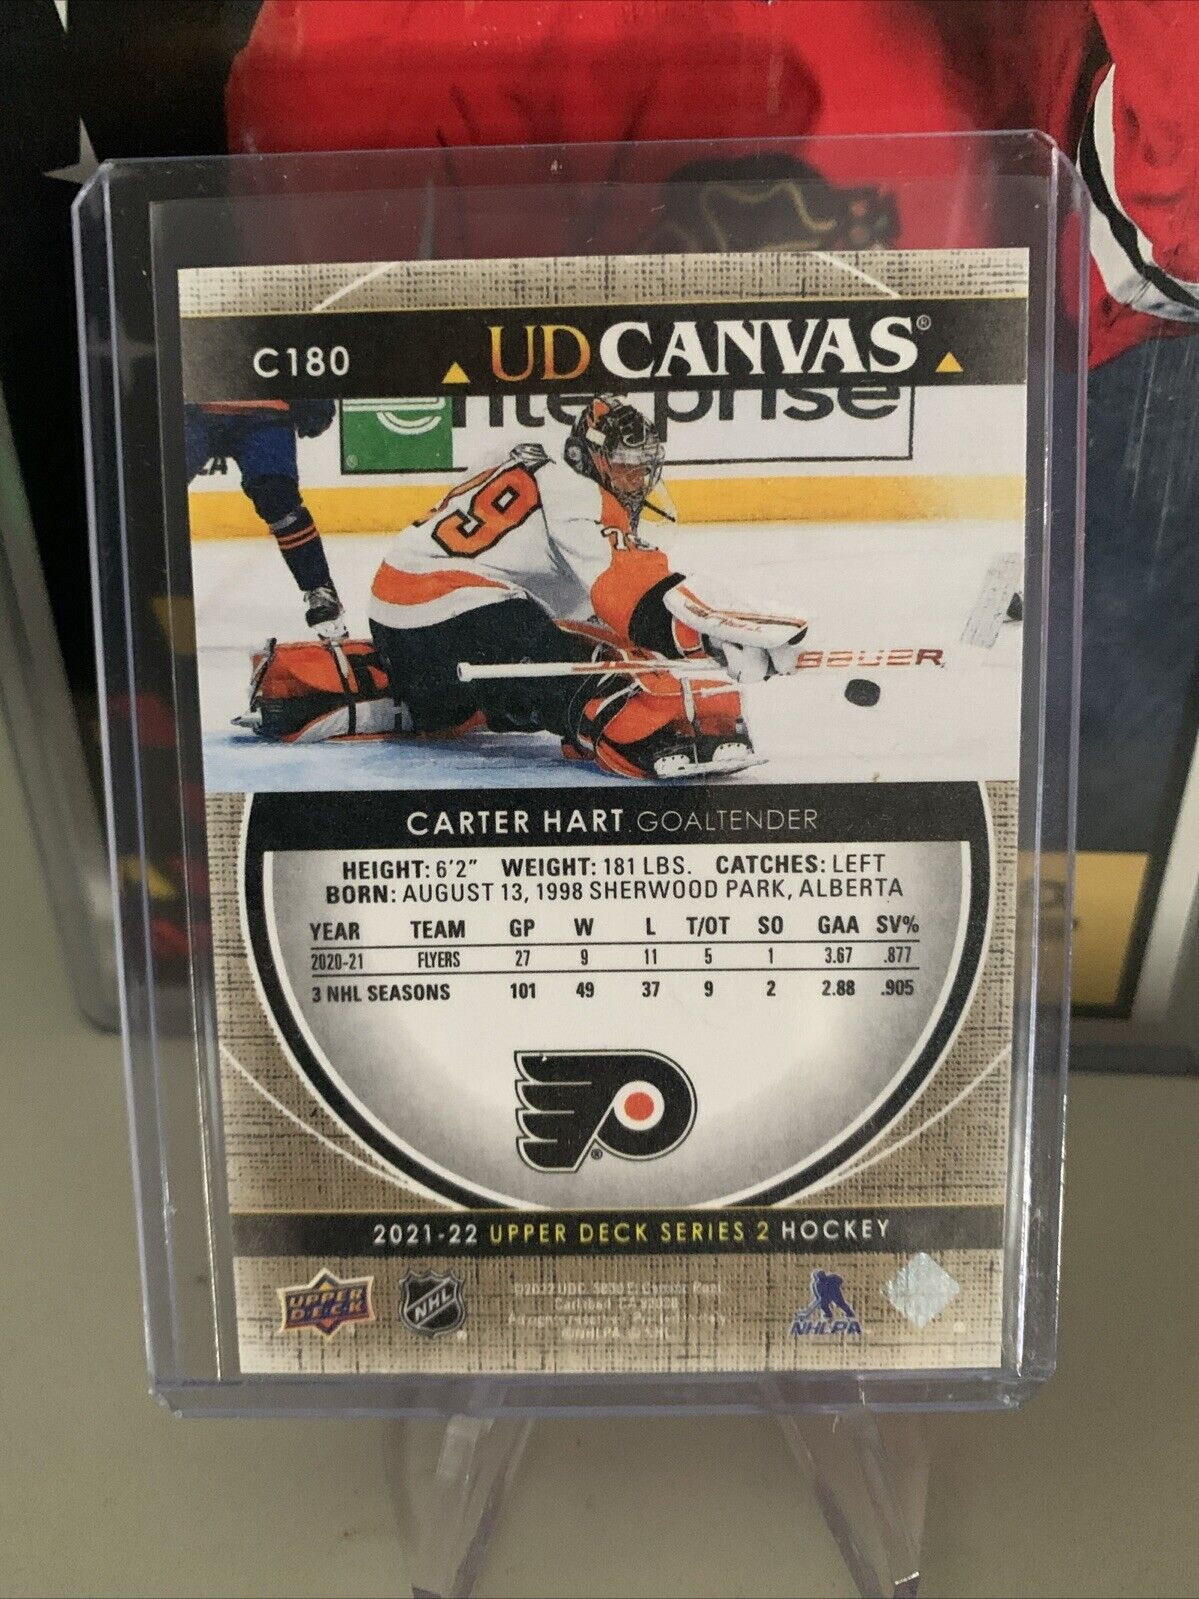 C180
UD CANVAS®
nterprise
79
79
BAUER
CARTER HART GOALTENDER
HEIGHT: 6'2" WEIGHT: 181 LBS. CATCHES: LEFT
BORN: AUGUST 13, 1998 SHERWOOD PARK, ALBERTA
YEAR TEAM GP W L T/OT SO GAA SV%
2020-21 FLYERS 27 9 11 5 1 3.67 .877
3 NHL SEASONS 101 49 37 9 2 2.88 .905
®
2021-22 UPPER DECK SERIES 2 HOCKEY
UPPER DECK
NHL
NHLPA